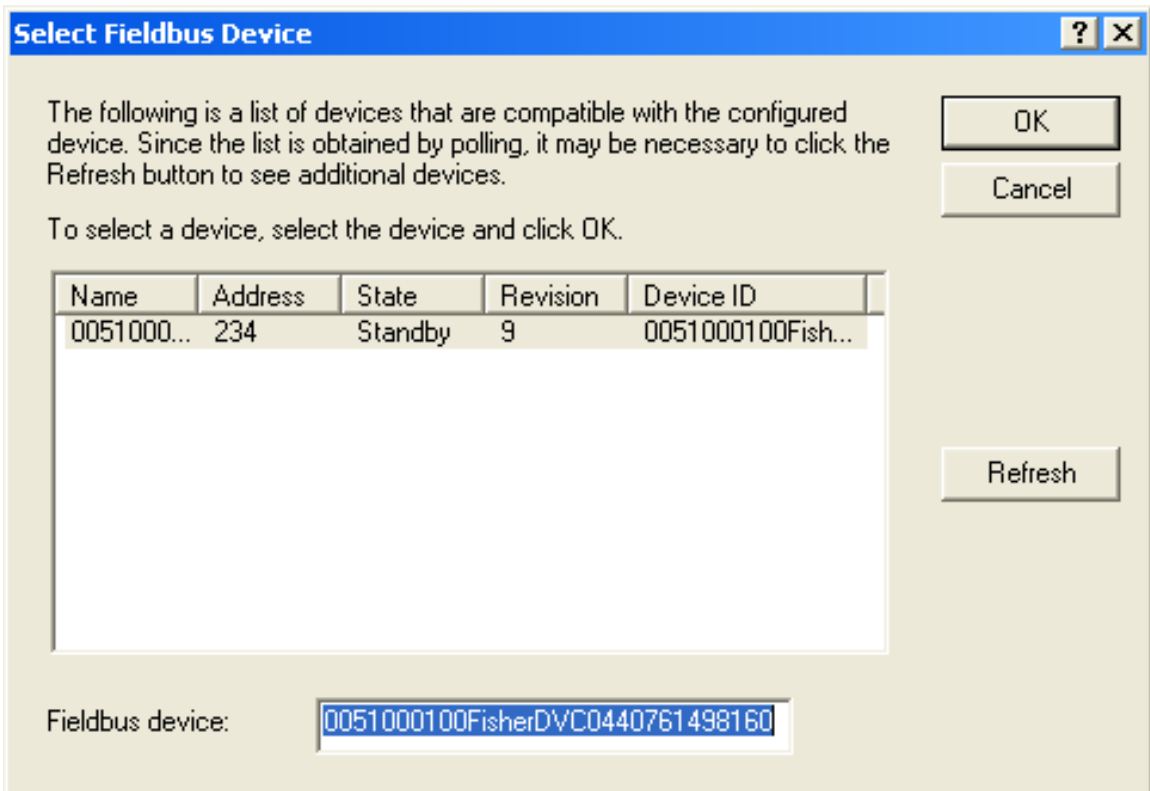 Select Fieldbus Device
The following is a list of devices that are compatible with the configured
device. Since the list is obtained by polling, it may be necessary to click the
Refresh button to see additional devices.
To select a device, select the device and click OK.
OK
Cancel
Name Address State Revision Device ID
0051000... 234 Standby 9 0051000100Fish...
Refresh
Fieldbus device: 0051000100FisherDVC0440761498160